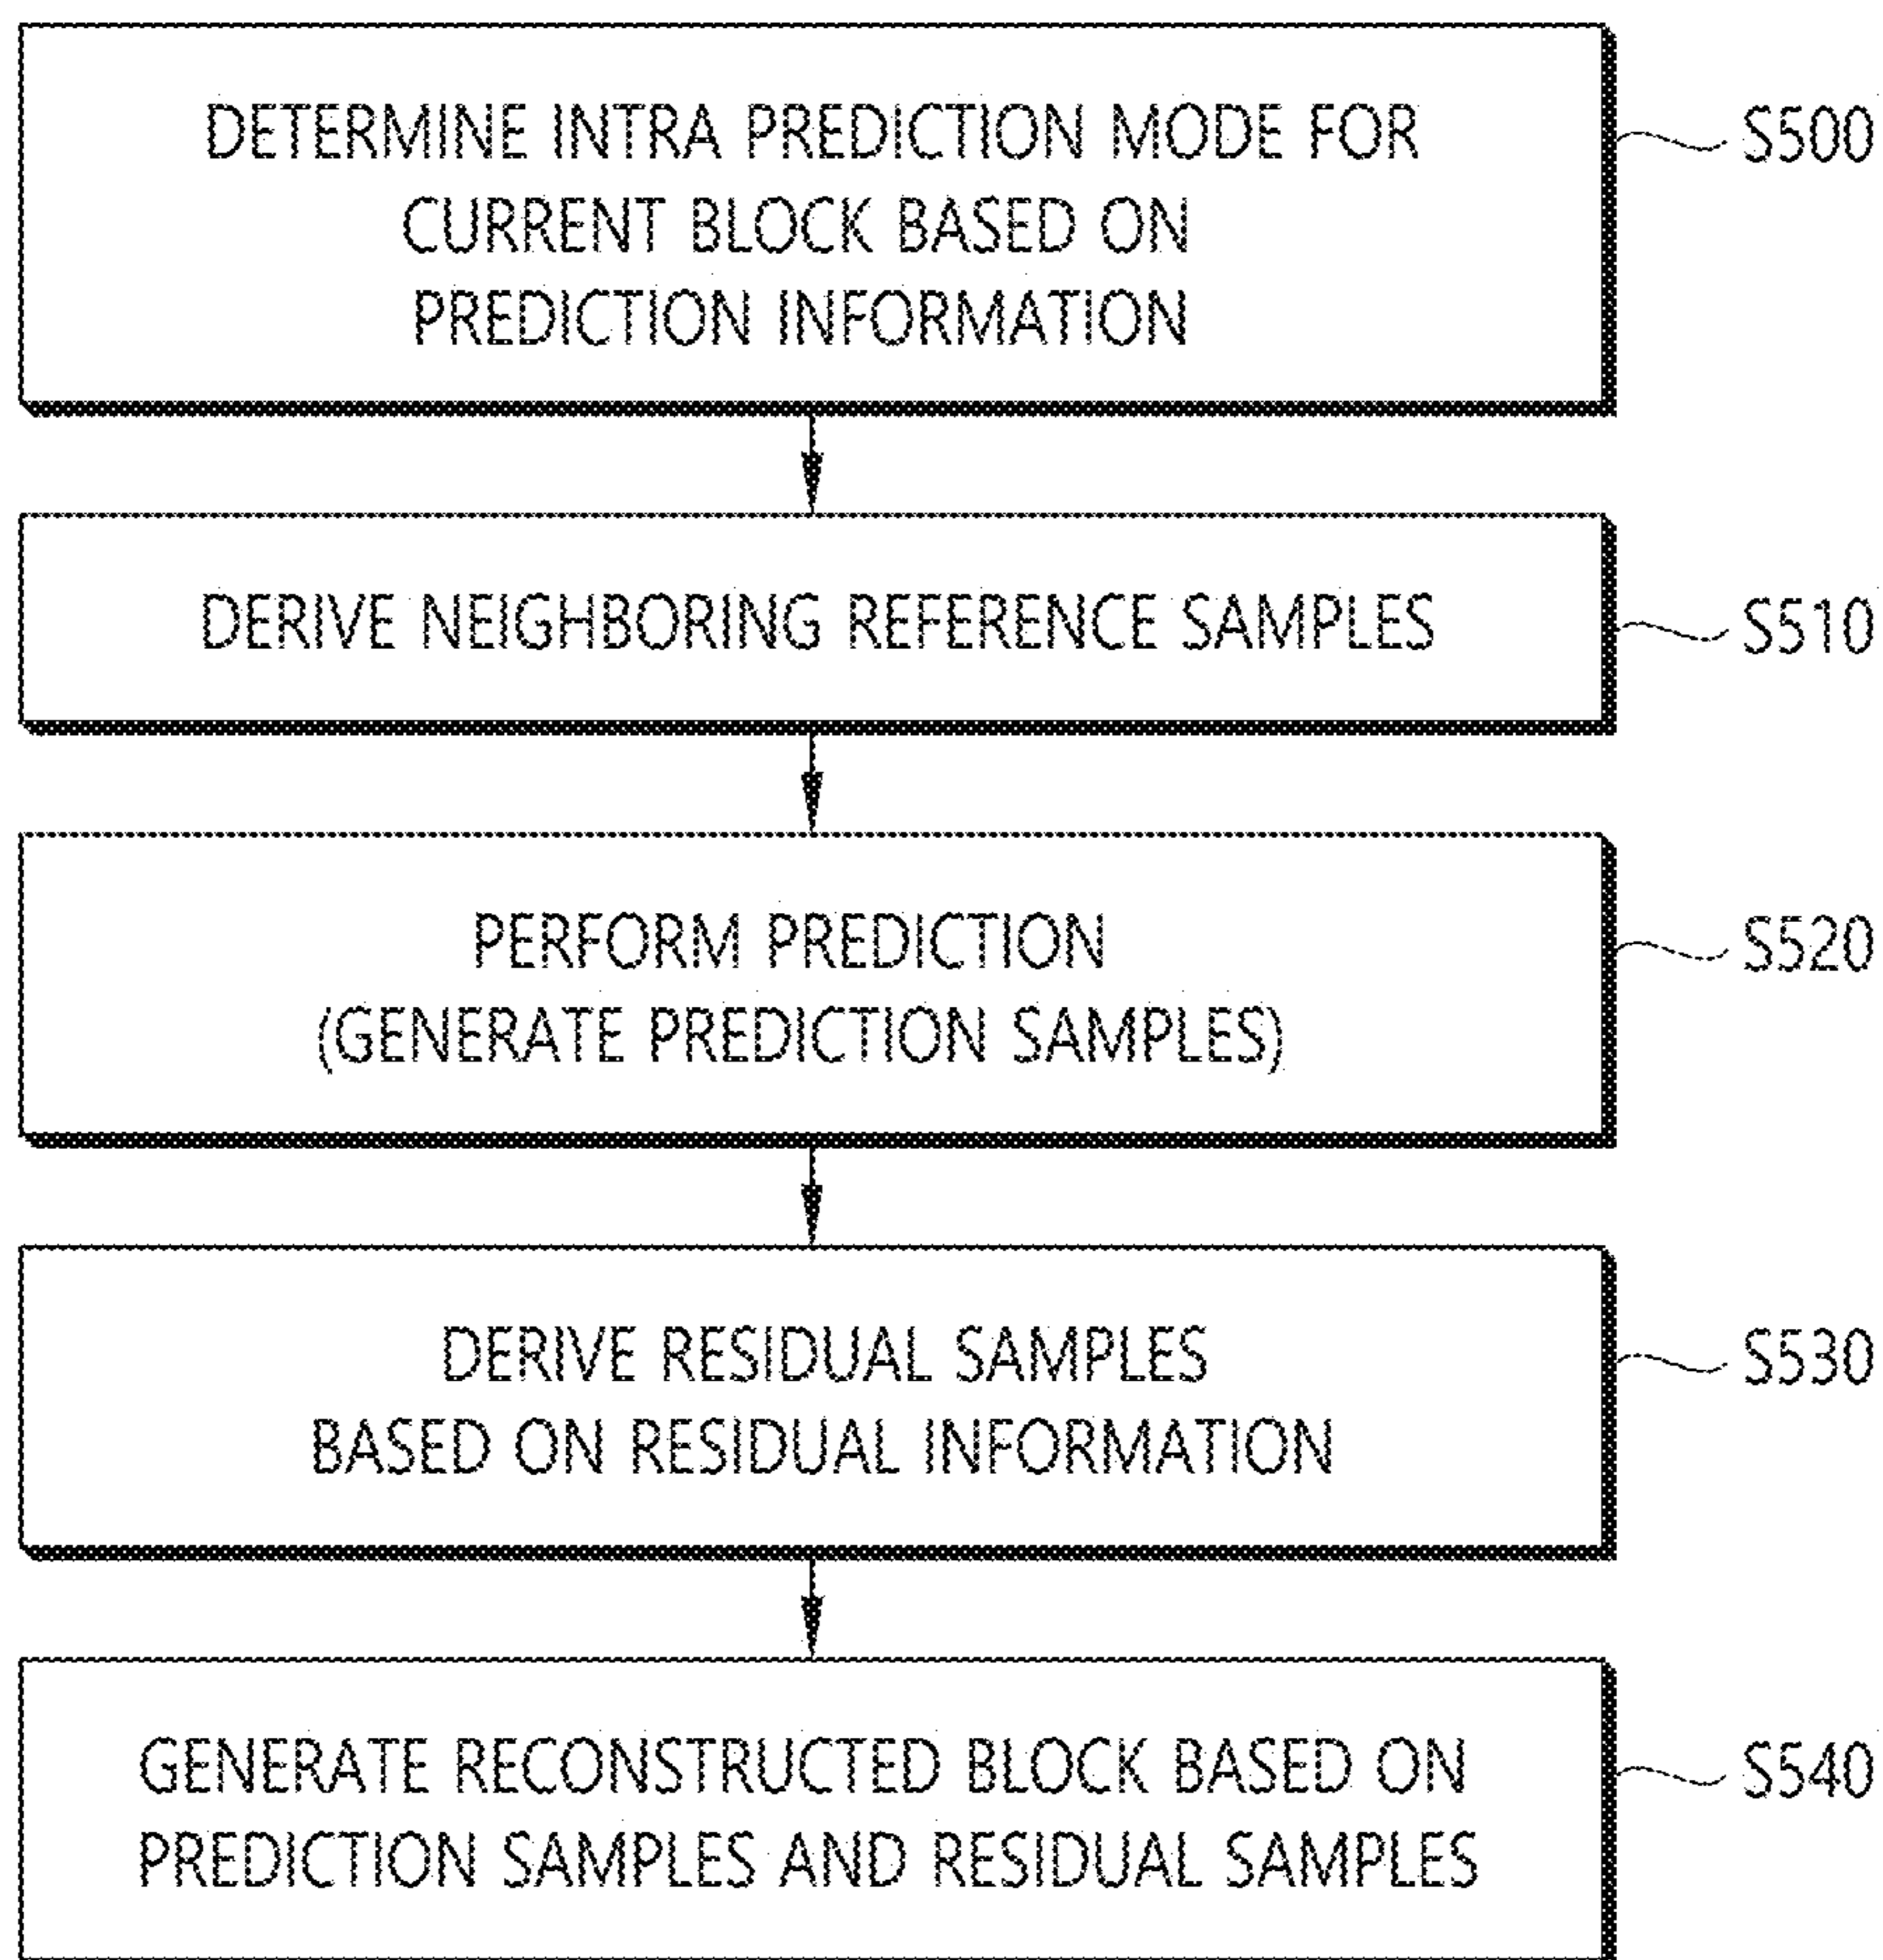 DETERMINE INTRA PREDICTION MODE FOR
CURRENT BLOCK BASED ON
PREDICTION INFORMATION
S500
DERIVE NEIGHBORING REFERENCE SAMPLES
S510
PERFORM PREDICTION
(GENERATE PREDICTION SAMPLES)
S520
DERIVE RESIDUAL SAMPLES
BASED ON RESIDUAL INFORMATION
S530
GENERATE RECONSTRUCTED BLOCK BASED ON
PREDICTION SAMPLES AND RESIDUAL SAMPLES
S540